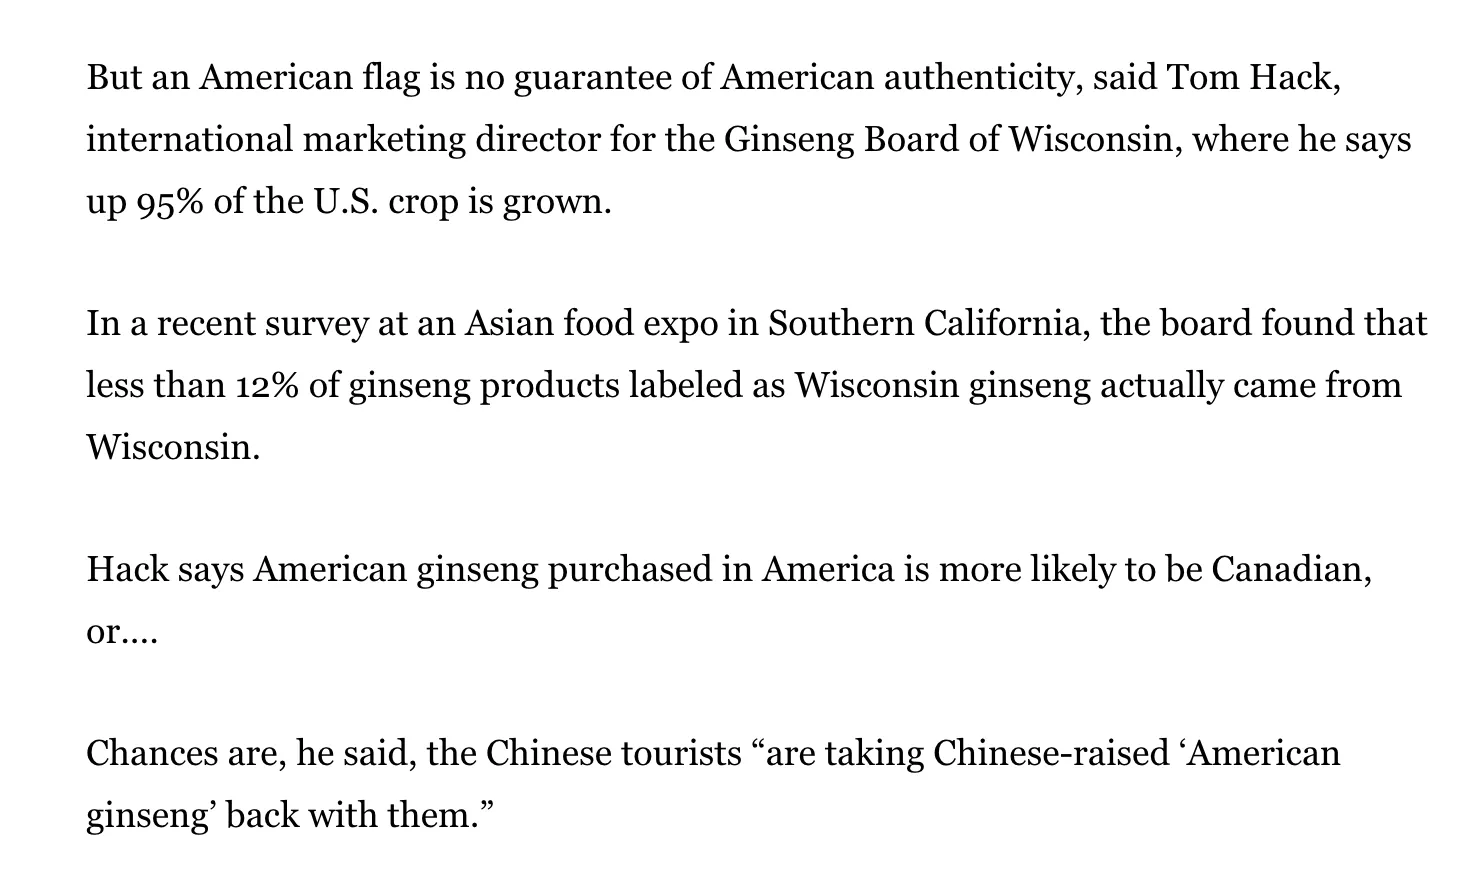 But an American flag is no guarantee of American authenticity, said Tom Hack,
international marketing director for the Ginseng Board of Wisconsin, where he says
up 95% of the U.S. crop is grown.
In a recent survey at an Asian food expo in Southern California, the board found that
less than 12% of ginseng products labeled as Wisconsin ginseng actually came from
Wisconsin.
Hack says American ginseng purchased in America is more likely to be Canadian,
or....
Chances are, he said, the Chinese tourists “are taking Chinese-raised ‘American
ginseng’ back with them.”